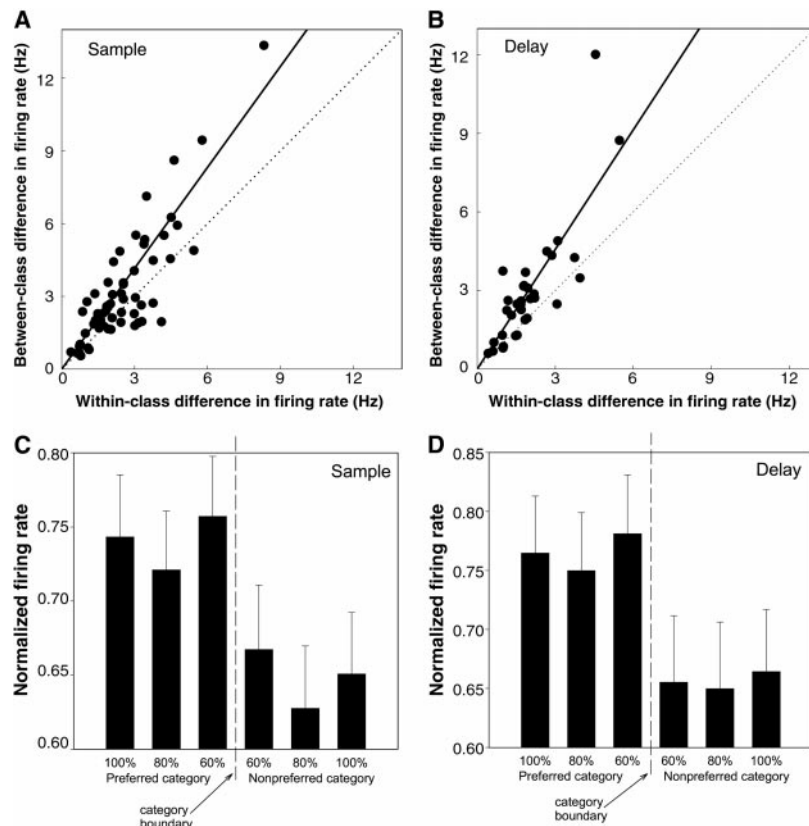 A
Sample
Between-class difference in firing rate (Hz)
12
9
6
3
0
0 3 6 9 12
Within-class difference in firing rate (Hz)
B
Delay
Between-class difference in firing rate (Hz)
12
9
6
3
0
0 3 6 9 12
Within-class difference in firing rate (Hz)
C
Sample
Normalized firing rate
0.80
0.75
0.70
0.65
0.60
100% 80% 60% 60% 80% 100%
Preferred category Nonpreferred category
category
boundary
D
Delay
Normalized firing rate
0.85
0.80
0.75
0.70
0.65
0.60
100% 80% 60% 60% 80% 100%
Preferred category Nonpreferred category
category
boundary